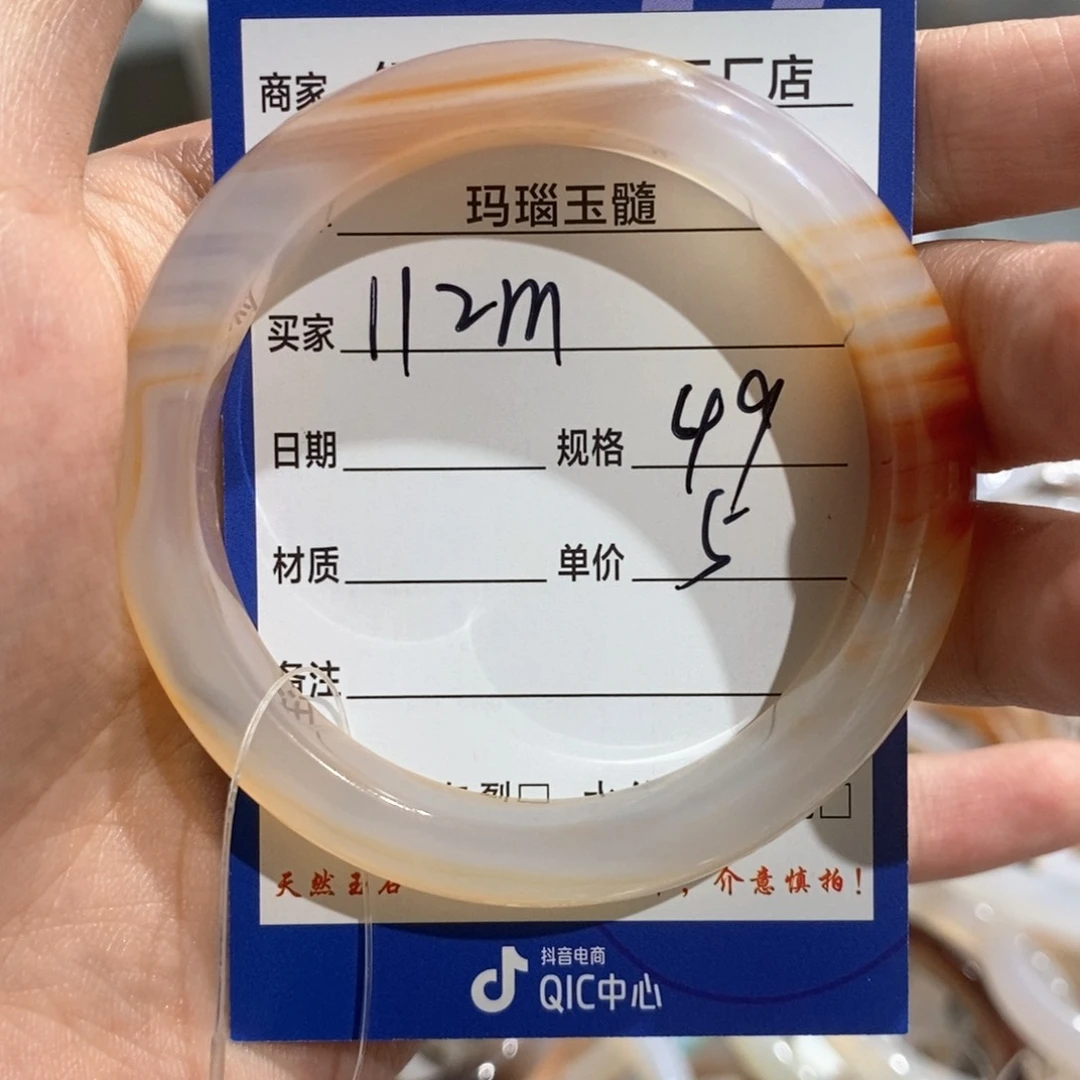 商家 厂店
玛瑙玉髓
买家 112m
日期 规格 49
材质 单价 5
备注
列□ □
天然玉石 ,介意慎拍!
抖音电商
QIC中心